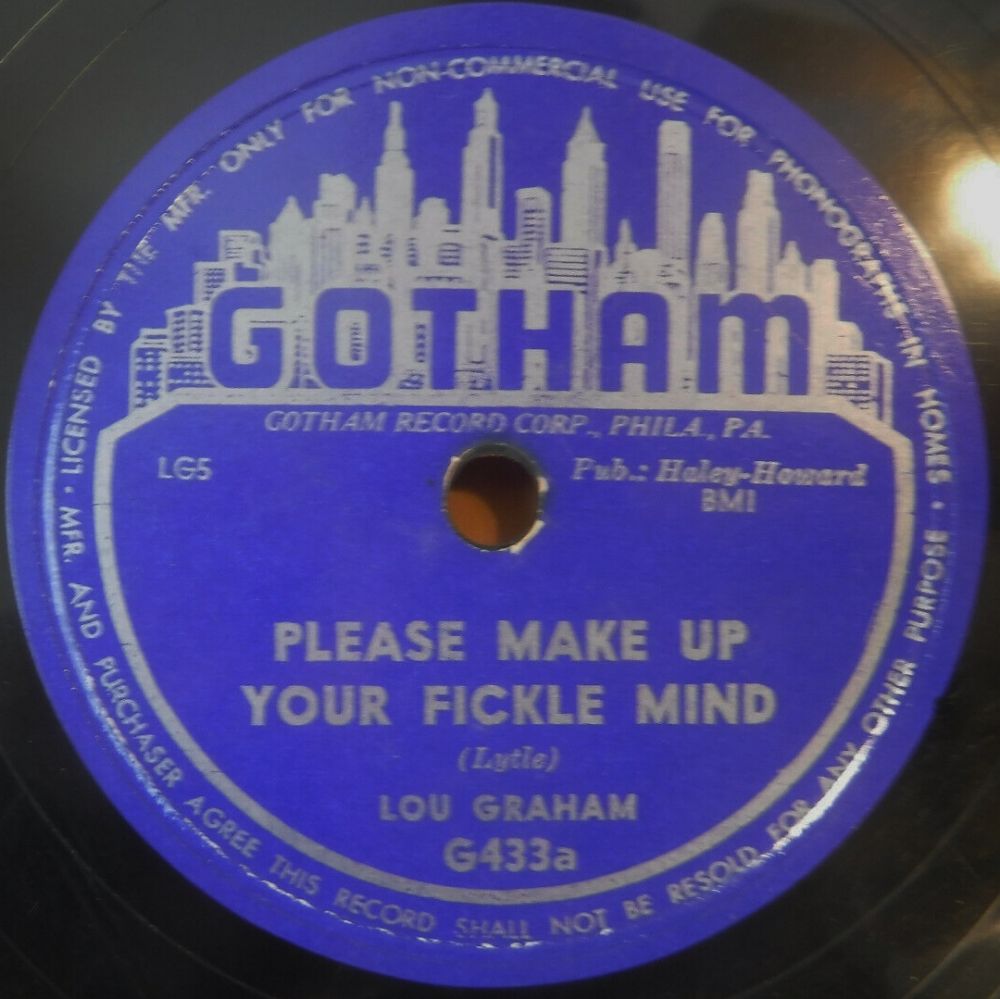 • LICENSED BY THE MFR. ONLY FOR NON-COMMERCIAL USE FOR PHONOGRAPHS IN HOMES •
GOTHAM
GOTHAM RECORD CORP., PHILA., PA.
LG5
Pub.: Haley-Howard
BMI
PLEASE MAKE UP
YOUR FICKLE MIND
(Lytle)
LOU GRAHAM
G433a
MFR. AND PURCHASER AGREE THIS RECORD SHALL NOT BE RESOLD FOR ANY OTHER PURPOSE